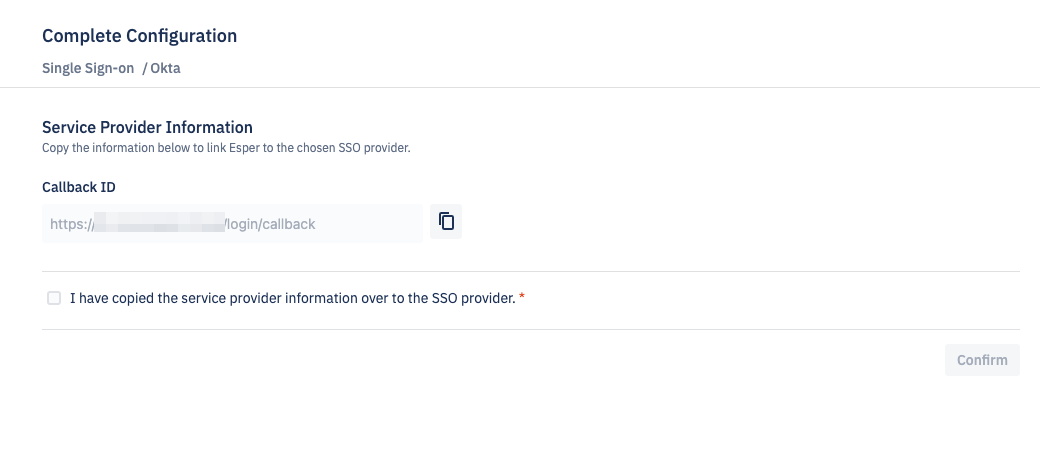 Complete Configuration
Single Sign-on / Okta
Service Provider Information
Copy the information below to link Esper to the chosen SSO provider.
Callback ID
https:// /login/callback
I have copied the service provider information over to the SSO provider. *
Confirm